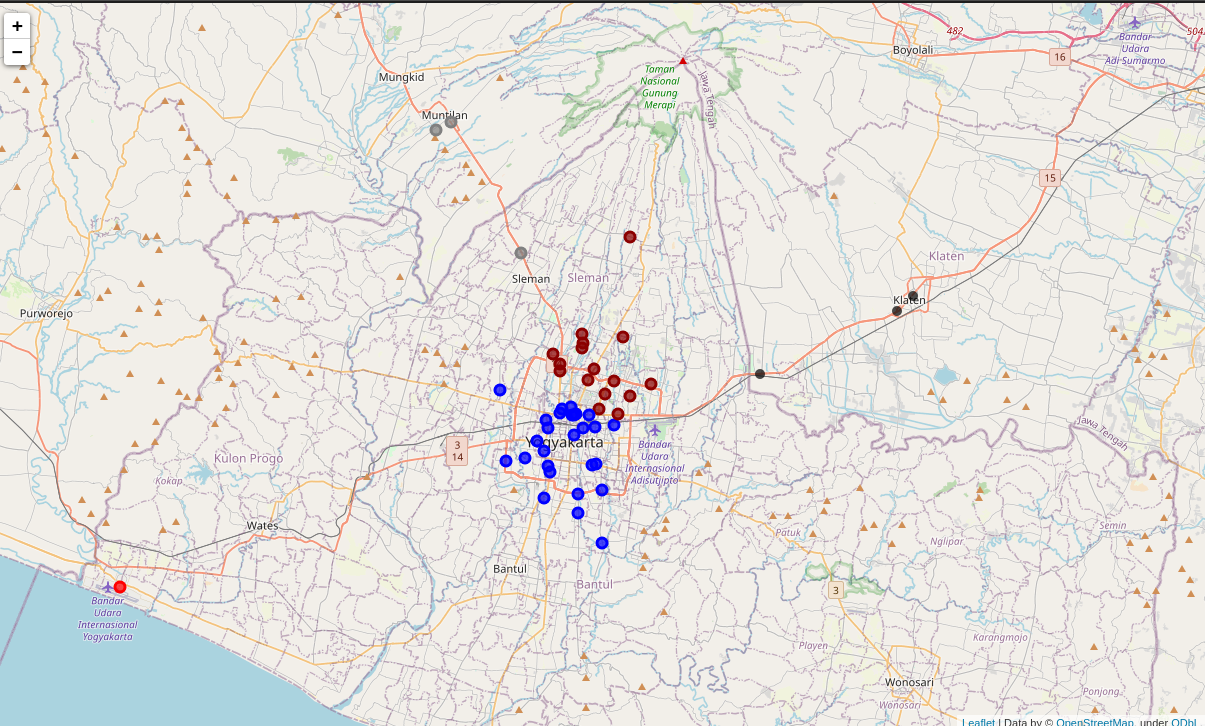 +
−
482
504
Boyolali
16
Bandar
Udara
Adi Sumarmo
Mungkid
Taman
Nasional
Gunung
Merapi
Jawa Tengah
Muntilan
15
Sleman
Sleman
Klaten
Klaten
Purworejo
Yogyakarta
3
14
Kulon Progo
Kokap
Bandar
Udara
Internasional
Adisutjipto
Jawa Tengah
Wates
Patuk
Nglipar
Semin
Bantul
Bantul
3
Bandar
Udara
Internasional
Yogyakarta
Karangmojo
Playen
Wonosari
Wonosari
Ponjong
Leaflet | Data by © OpenStreetMap, under ODbL